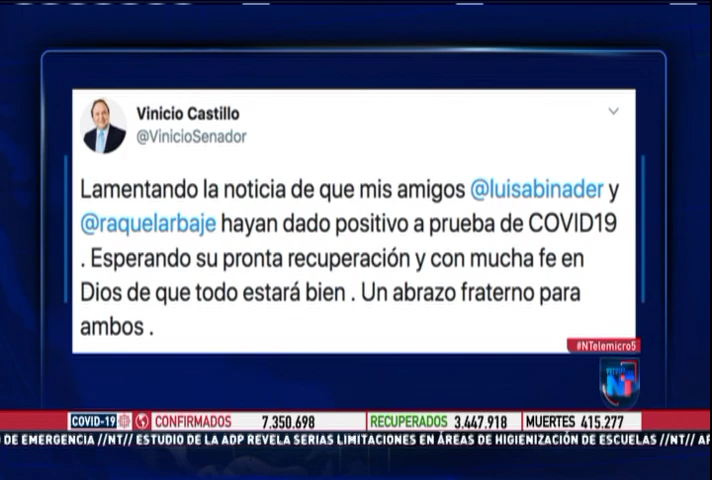 Vinicio Castillo
@VinicioSenador
Lamentando la noticia de que mis amigos @luisabinader y
@raquelarbaje hayan dado positivo a prueba de COVID19
. Esperando su pronta recuperación y con mucha fe en
Dios de que todo estará bien . Un abrazo fraterno para
ambos .
#NTelemicro5
NT
COVID-19 CONFIRMADOS 7.350.698 RECUPERADOS 3.447.918 MUERTES 415.277
DE EMERGENCIA //NT// ESTUDIO DE LA ADP REVELA SERIAS LIMITACIONES EN ÁREAS DE HIGIENIZACIÓN DE ESCUELAS //NT//